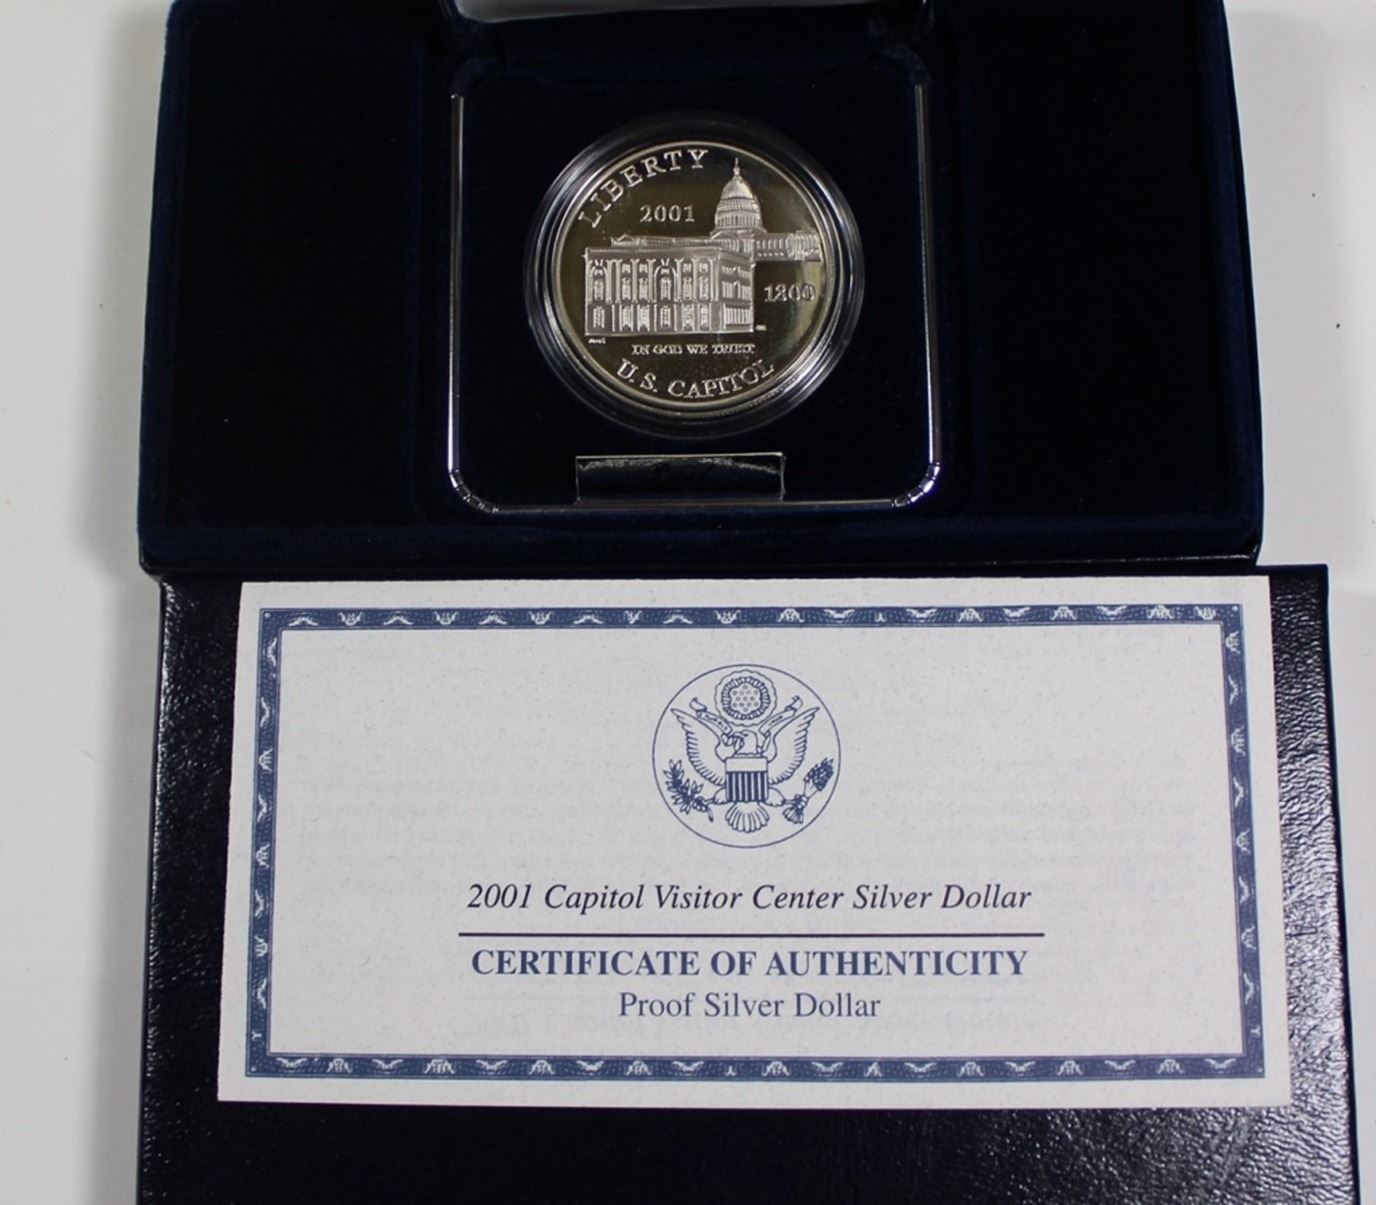 LIBERTY
2001
1800
IN GOD WE TRUST
U.S. CAPITOL
2001 Capitol Visitor Center Silver Dollar
CERTIFICATE OF AUTHENTICITY
Proof Silver Dollar